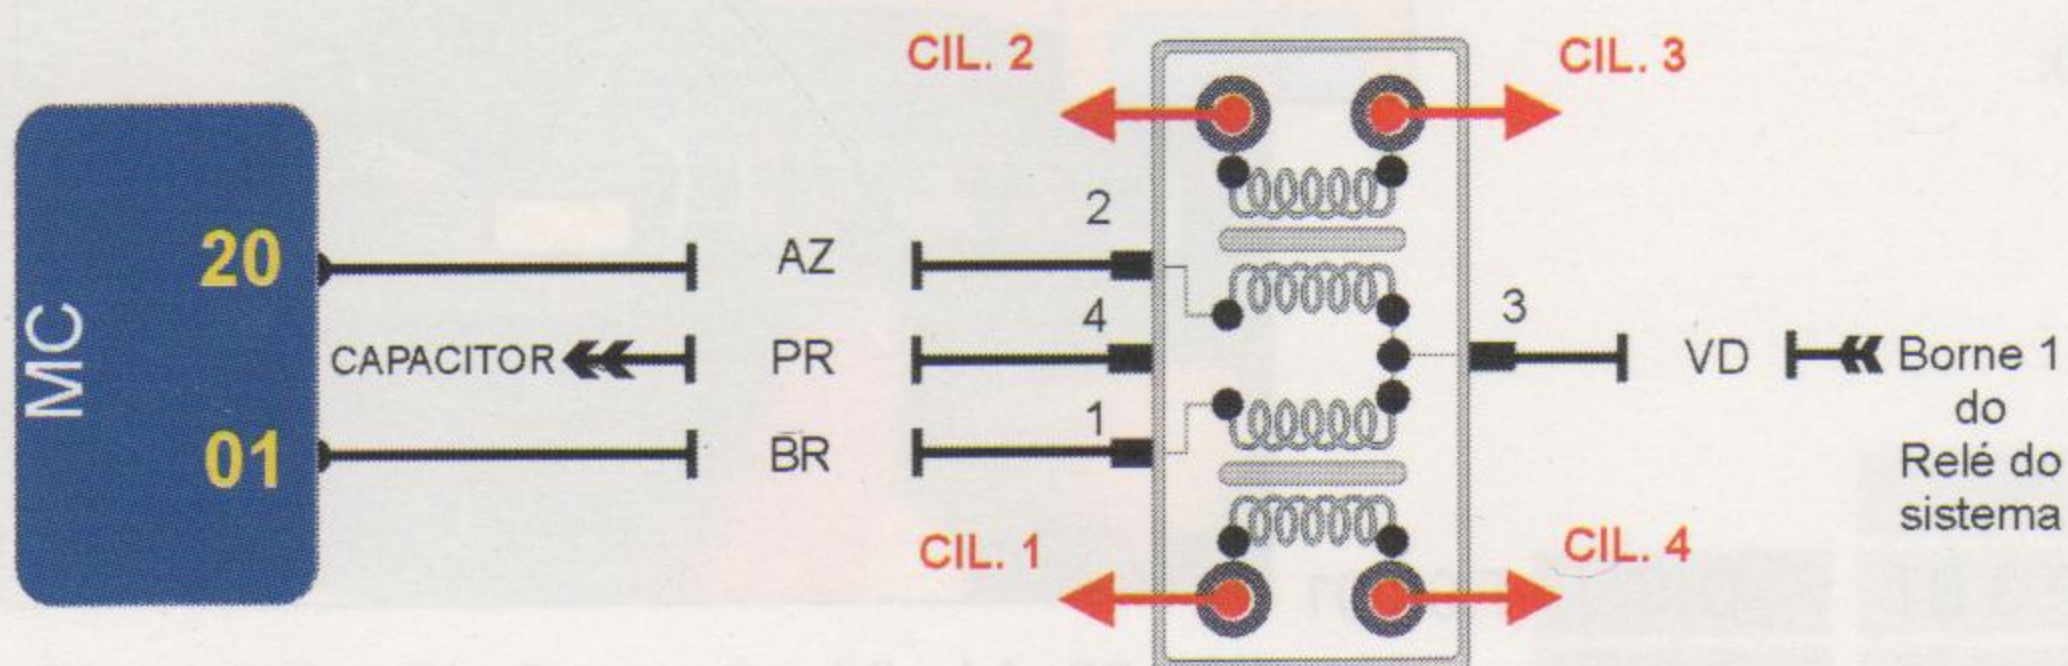 CIL. 2
CIL. 3
MC
20
AZ
2
CAPACITOR
PR
4
3
VD
Borne 1
do
Relé do
sistema
01
BR
1
CIL. 1
CIL. 4